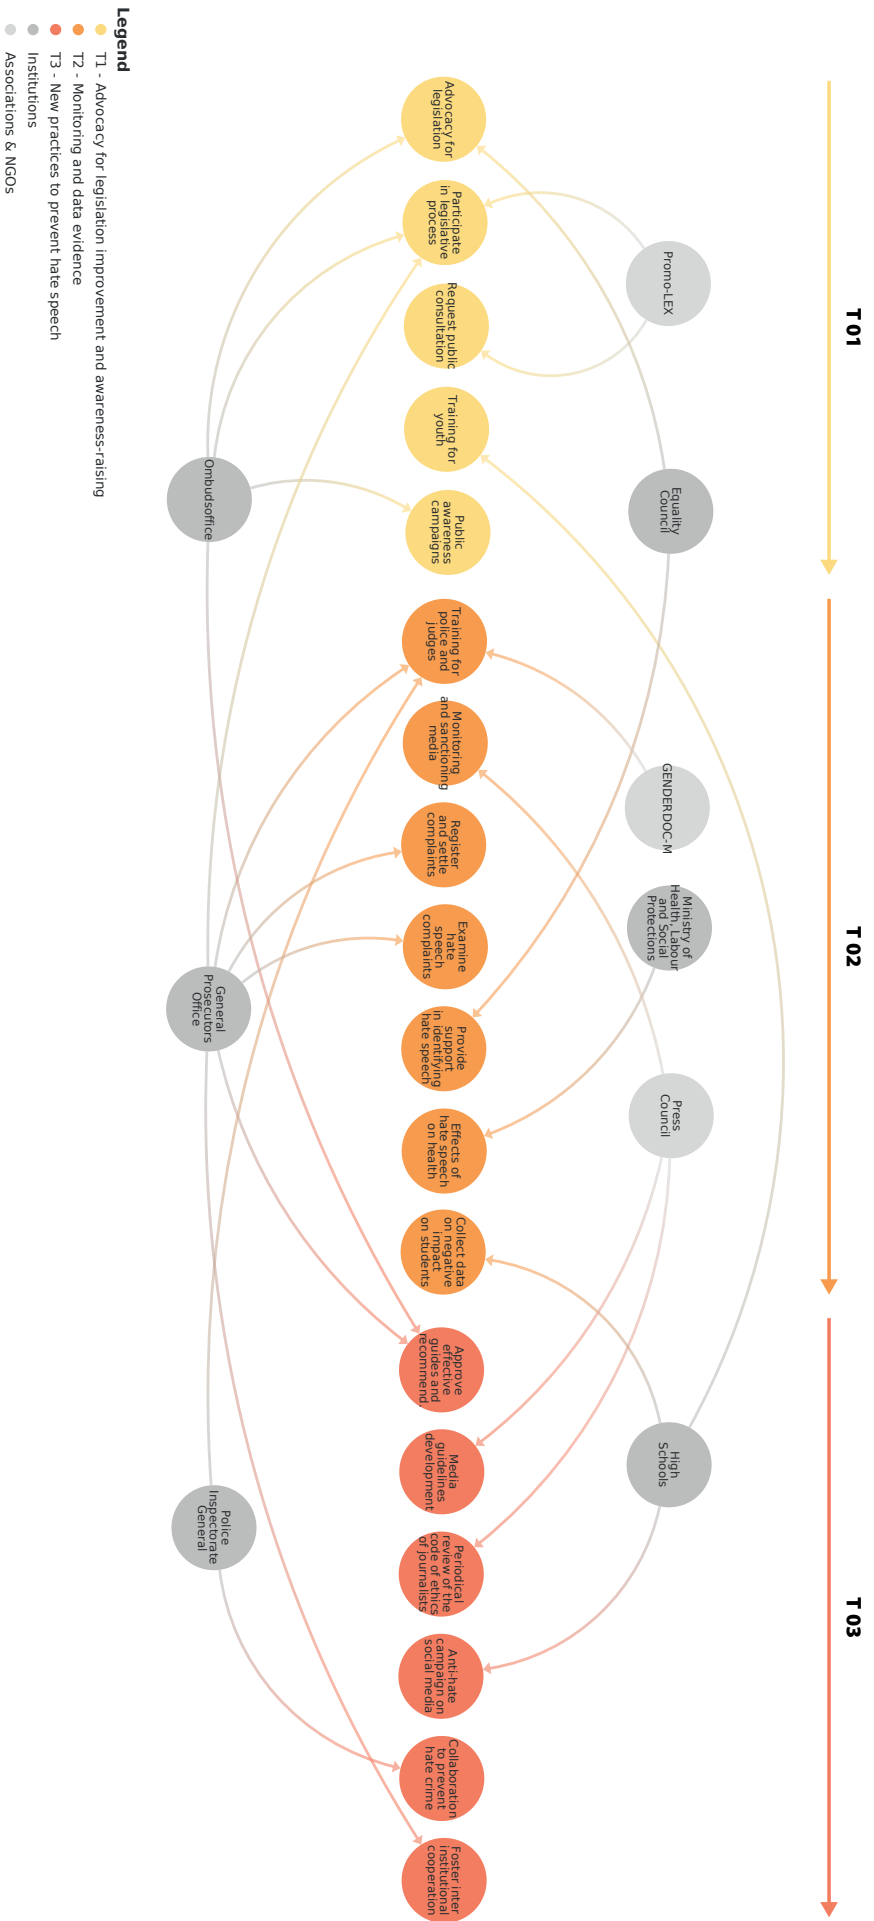 T 01
T 02
T 03
Promo-LEX
Equality
Council
GENDERDOC-M
Ministry of
Health, Labour
and Social
Protections
Press
Council
High
Schools
Advocacy for
legislation
Participate
in legislative
process
Request public
consultation
Training for
youth
Public
awareness
campaigns
Training for
police and
judges
Monitoring
and sanctioning
media
Register
and settle
complaints
Examine
hate
speech
complaints
Provide
support
in identifying
hate speech
Effects of
hate speech
on health
Collect data
on negative
impact
on students
Approve
effective
guides and
recommend.
Media
guidelines
development
Periodical
review of the
code of ethics
of journalists
Anti-hate
campaign on
social media
Collaboration
to prevent
hate crime
Foster inter
institutional
cooperation
Ombudsoffice
General
Prosecutors
Office
Police
Inspectorate
General
Legend
T1 - Advocacy for legislation improvement and awareness-raising
T2 - Monitoring and data evidence
T3 - New practices to prevent hate speech
Institutions
Associations & NGOs